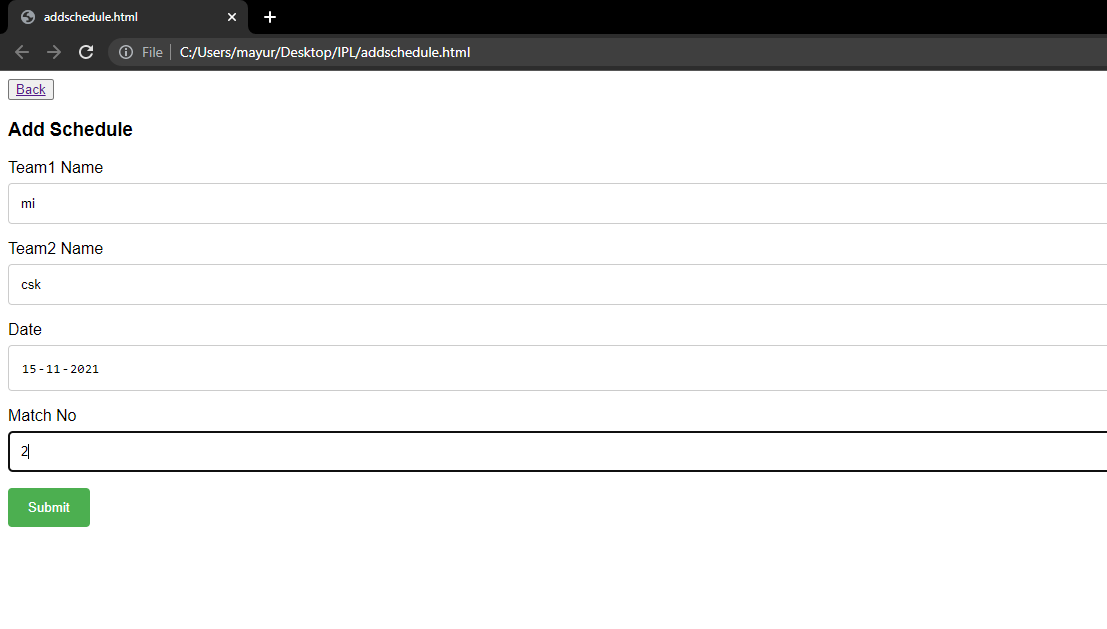 addschedule.html
File C:/Users/mayur/Desktop/IPL/addschedule.html
Back
Add Schedule
Team1 Name
mi
Team2 Name
csk
Date
15-11-2021
Match No
2
Submit